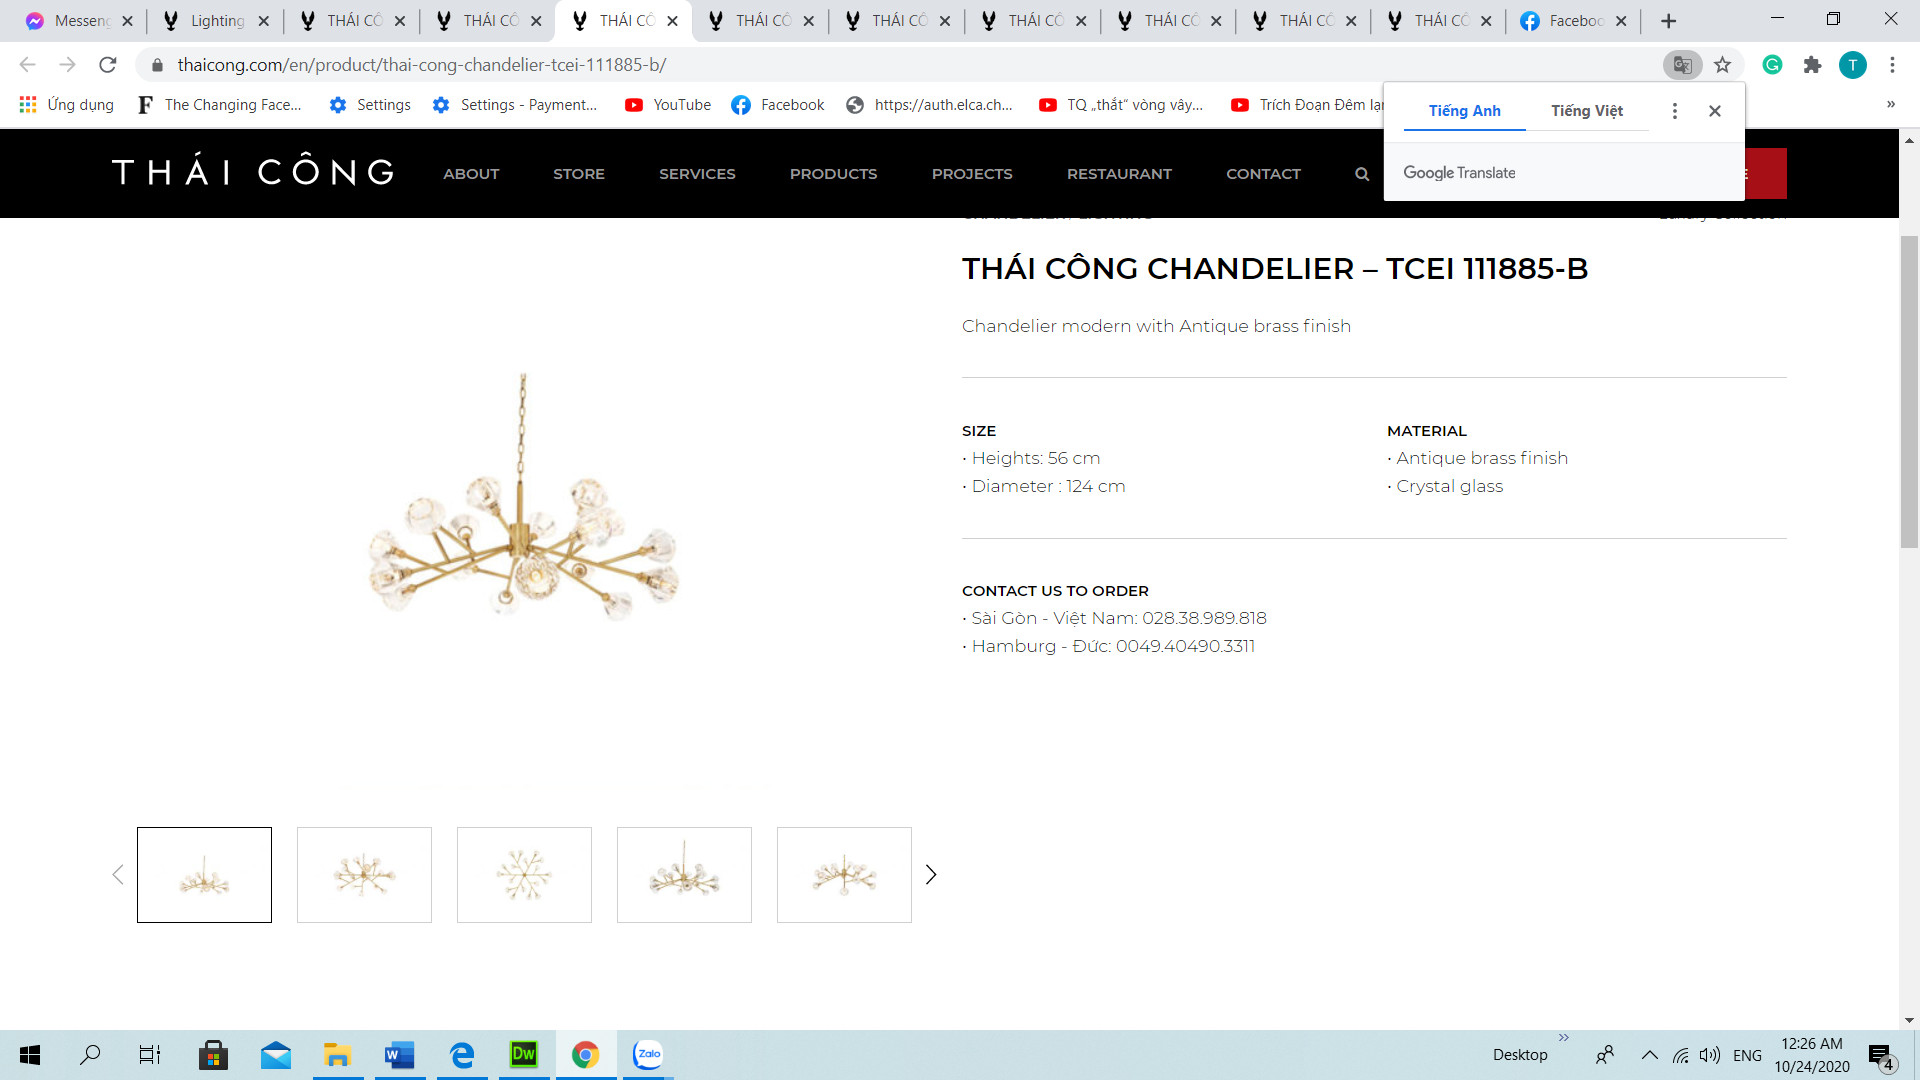 Messeng
Lighting
THÁI CÔ
THÁI CÔ
THÁI CÔ
THÁI CÔ
THÁI CÔ
THÁI CÔ
THÁI CÔ
THÁI CÔ
THÁI CÔ
Faceboo
thaicong.com/en/product/thai-cong-chandelier-tcei-111885-b/
T
Ứng dụng
The Changing Face...
Settings
Settings - Payment...
YouTube
Facebook
https://auth.elca.ch...
TQ „thắt“ vòng vây...
Trích Đoạn Đêm lạn
»
Tiếng Anh
Tiếng Việt
Google Translate
THÁI CÔNG
ABOUT
STORE
SERVICES
PRODUCTS
PROJECTS
RESTAURANT
CONTACT
THÁI CÔNG CHANDELIER – TCEI 111885-B
Chandelier modern with Antique brass finish
SIZE
• Heights: 56 cm
• Diameter : 124 cm
MATERIAL
• Antique brass finish
• Crystal glass
CONTACT US TO ORDER
• Sài Gòn - Việt Nam: 028.38.989.818
• Hamburg - Đức: 0049.40490.3311
W
Dw
Zalo
Desktop
»
ENG
12:26 AM
10/24/2020
4